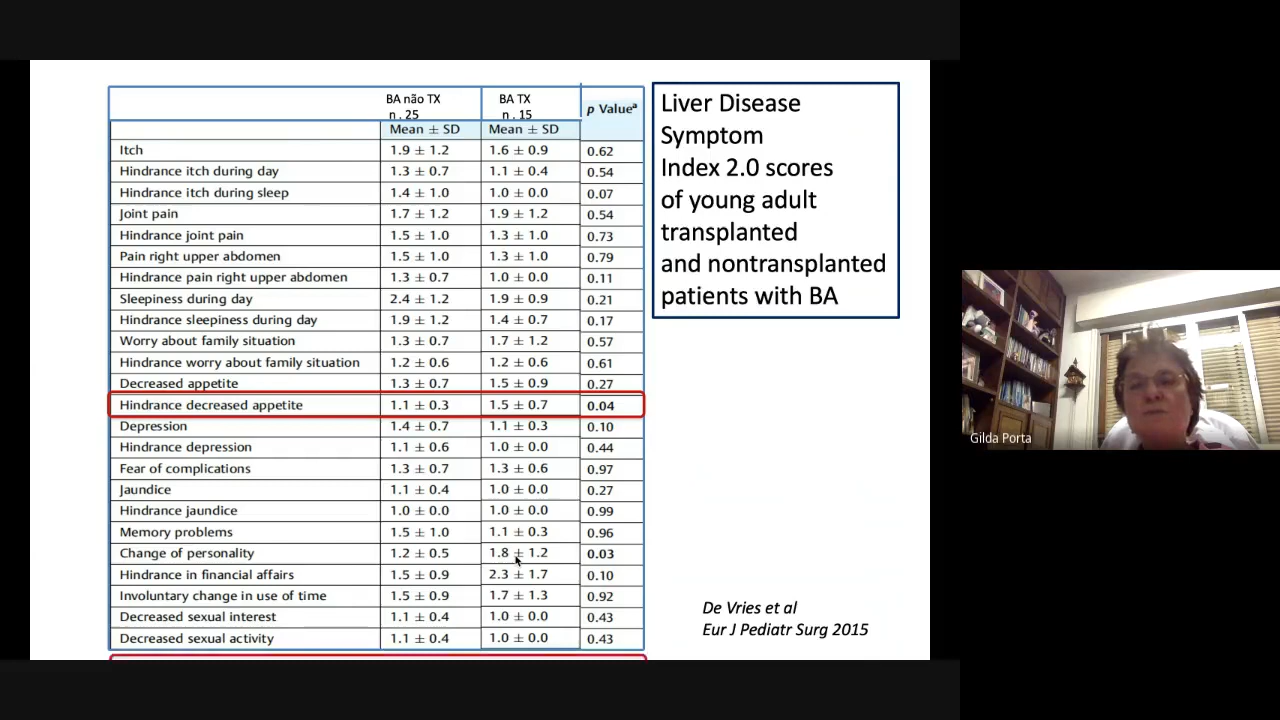 BA não TX BA TX p Valueª
n . 25 n . 15
Mean ± SD Mean ± SD
Itch 1.9 ± 1.2 1.6 ± 0.9 0.62
Hindrance itch during day 1.3 ± 0.7 1.1 ± 0.4 0.54
Hindrance itch during sleep 1.4 ± 1.0 1.0 ± 0.0 0.07
Joint pain 1.7 ± 1.2 1.9 ± 1.2 0.54
Hindrance joint pain 1.5 ± 1.0 1.3 ± 1.0 0.73
Pain right upper abdomen 1.5 ± 1.0 1.3 ± 1.0 0.79
Hindrance pain right upper abdomen 1.3 ± 0.7 1.0 ± 0.0 0.11
Sleepiness during day 2.4 ± 1.2 1.9 ± 0.9 0.21
Hindrance sleepiness during day 1.9 ± 1.2 1.4 ± 0.7 0.17
Worry about family situation 1.3 ± 0.7 1.7 ± 1.2 0.57
Hindrance worry about family situation 1.2 ± 0.6 1.2 ± 0.6 0.61
Decreased appetite 1.3 ± 0.7 1.5 ± 0.9 0.27
Hindrance decreased appetite 1.1 ± 0.3 1.5 ± 0.7 0.04
Depression 1.4 ± 0.7 1.1 ± 0.3 0.10
Hindrance depression 1.1 ± 0.6 1.0 ± 0.0 0.44
Fear of complications 1.3 ± 0.7 1.3 ± 0.6 0.97
Jaundice 1.1 ± 0.4 1.0 ± 0.0 0.27
Hindrance jaundice 1.0 ± 0.0 1.0 ± 0.0 0.99
Memory problems 1.5 ± 1.0 1.1 ± 0.3 0.96
Change of personality 1.2 ± 0.5 1.8 ± 1.2 0.03
Hindrance in financial affairs 1.5 ± 0.9 2.3 ± 1.7 0.10
Involuntary change in use of time 1.5 ± 0.9 1.7 ± 1.3 0.92
Decreased sexual interest 1.1 ± 0.4 1.0 ± 0.0 0.43
Decreased sexual activity 1.1 ± 0.4 1.0 ± 0.0 0.43
Liver Disease
Symptom
Index 2.0 scores
of young adult
transplanted
and nontransplanted
patients with BA
De Vries et al
Eur J Pediatr Surg 2015
Gilda Porta